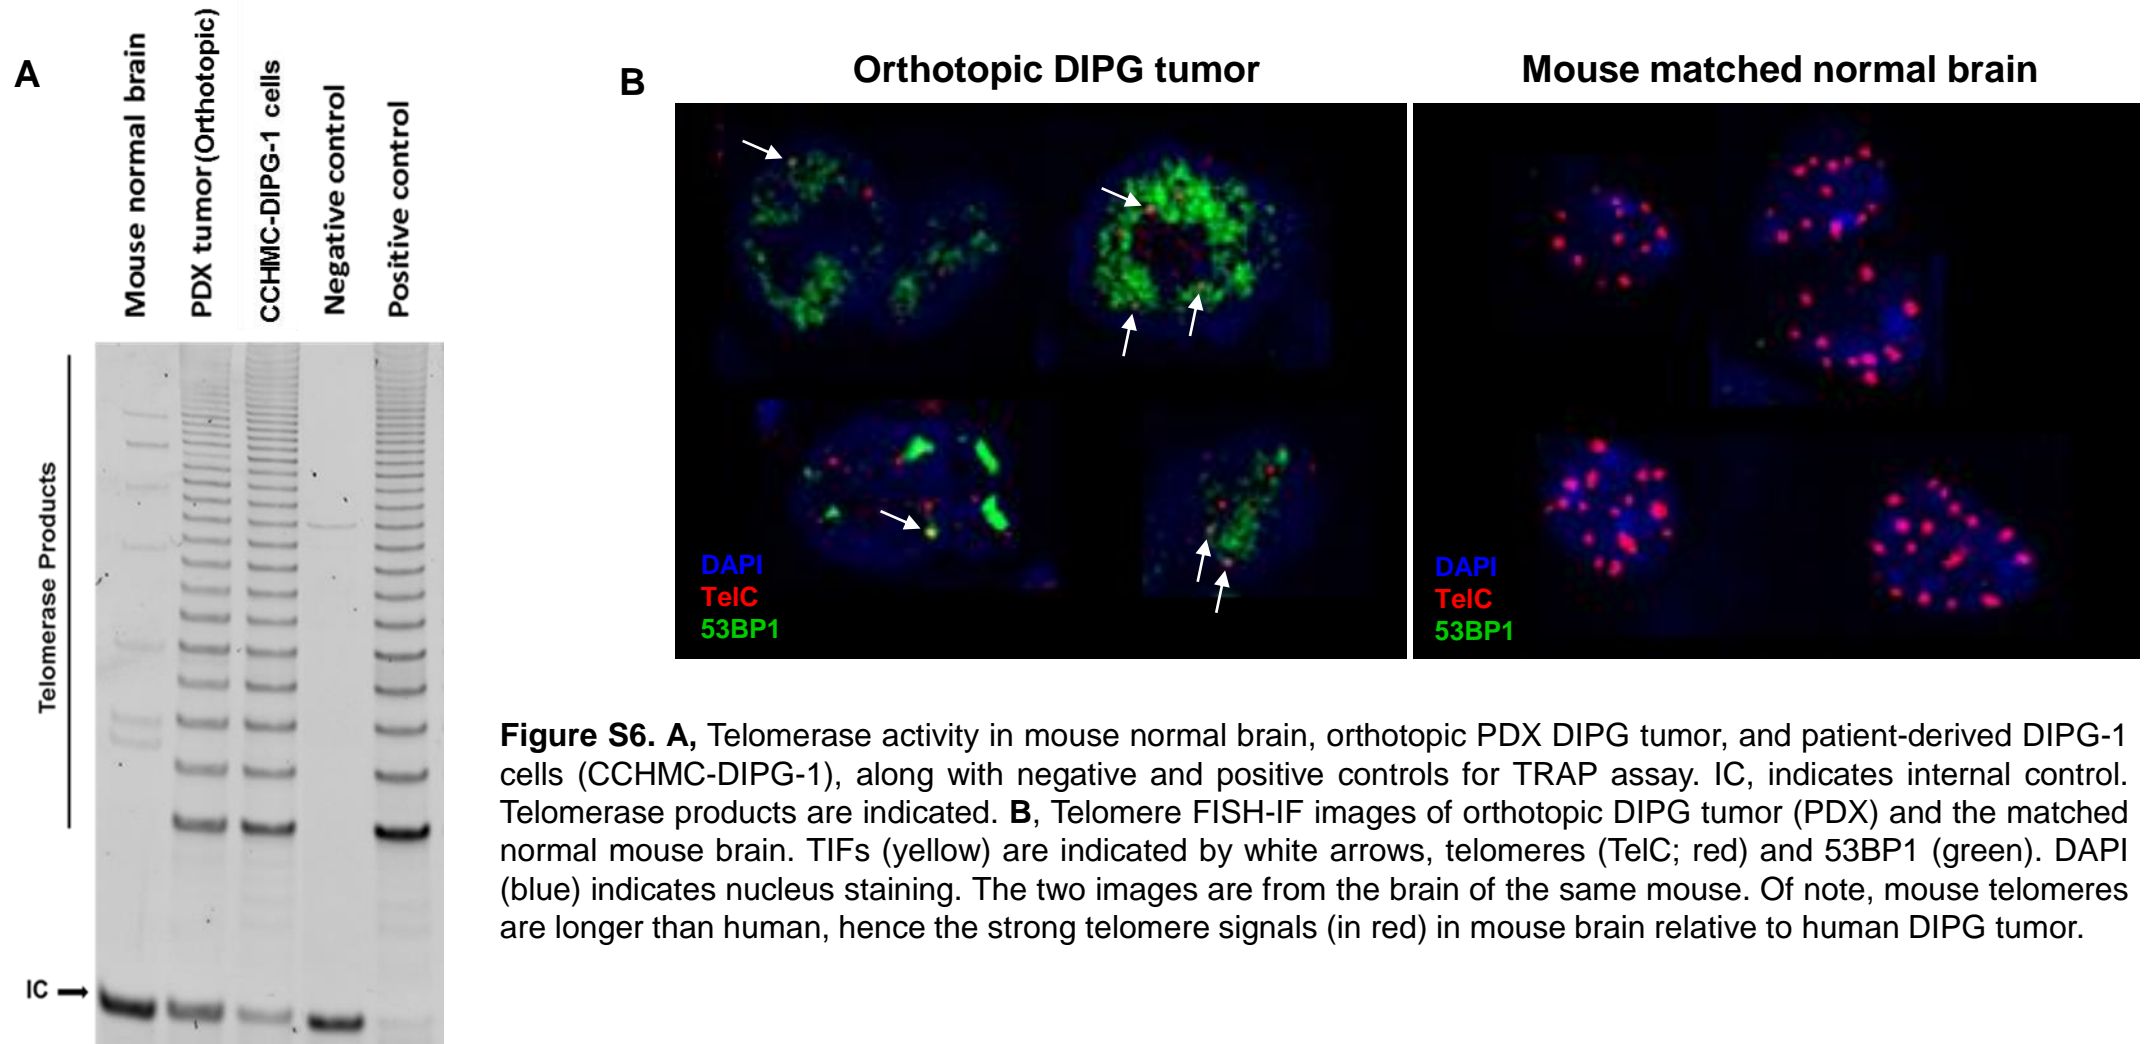 A
Mouse normal brain
PDX tumor(Orthotopic)
CCHMC-DIPG-1 cells
Negative control
Positive control
Telomerase Products
IC
B
Orthotopic DIPG tumor
Mouse matched normal brain
DAPI
TelC
53BP1
DAPI
TelC
53BP1
Figure S6. A, Telomerase activity in mouse normal brain, orthotopic PDX DIPG tumor, and patient-derived DIPG-1
cells (CCHMC-DIPG-1), along with negative and positive controls for TRAP assay. IC, indicates internal control.
Telomerase products are indicated. B, Telomere FISH-IF images of orthotopic DIPG tumor (PDX) and the matched
normal mouse brain. TIFs (yellow) are indicated by white arrows, telomeres (TelC; red) and 53BP1 (green). DAPI
(blue) indicates nucleus staining. The two images are from the brain of the same mouse. Of note, mouse telomeres
are longer than human, hence the strong telomere signals (in red) in mouse brain relative to human DIPG tumor.